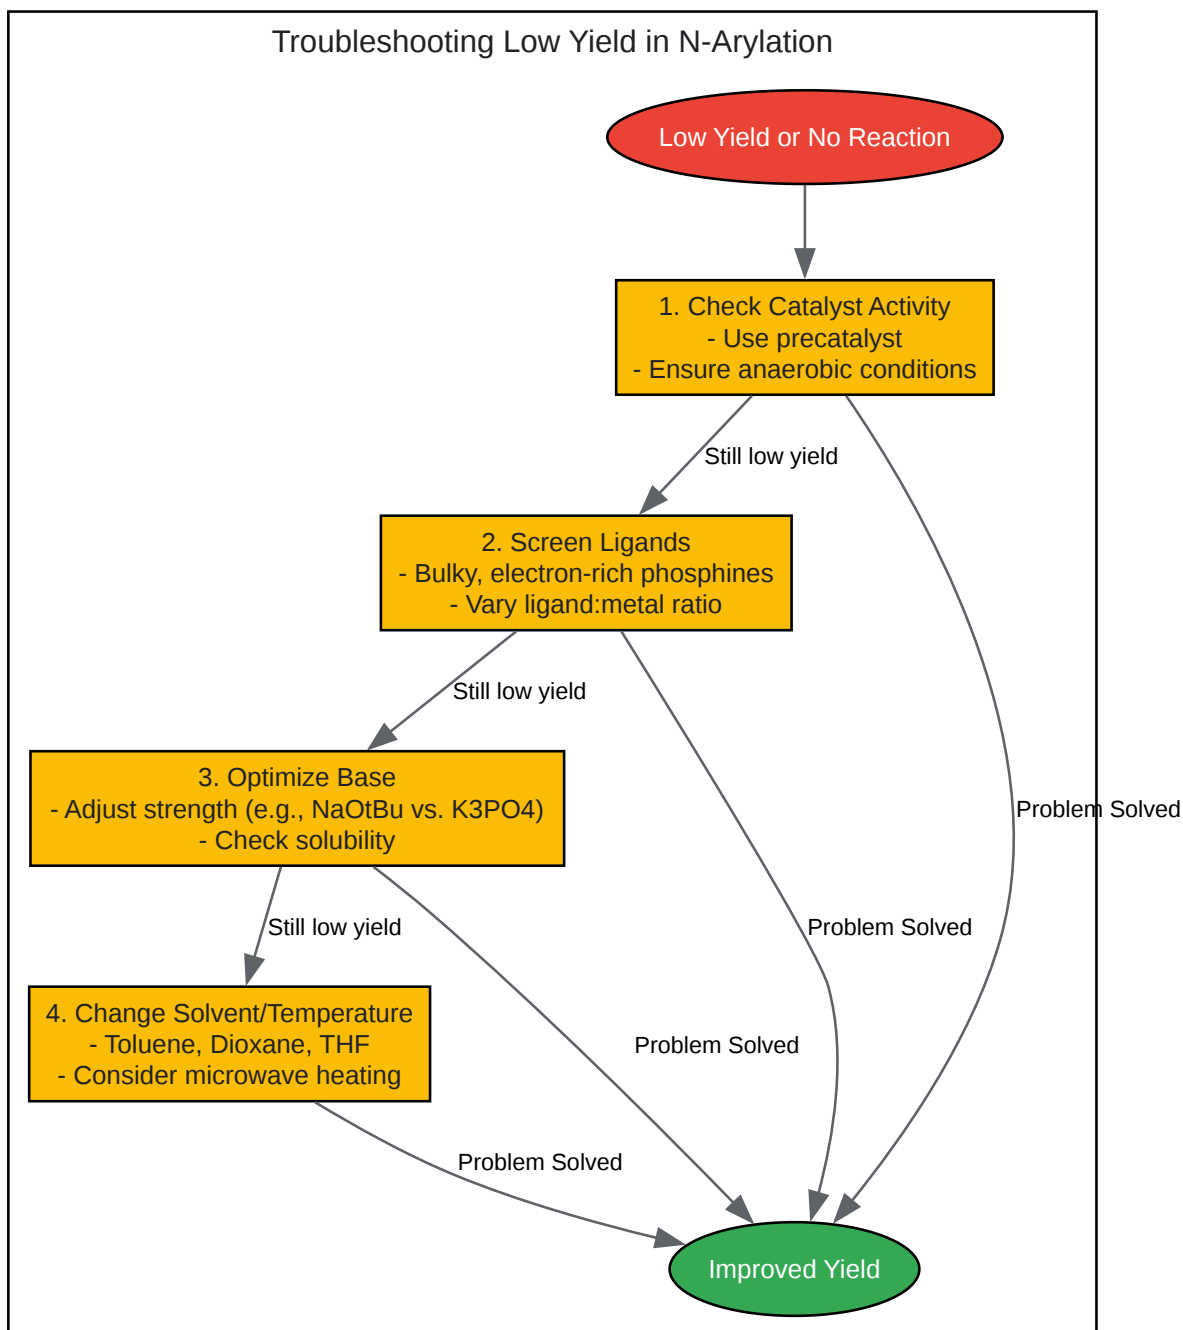 Troubleshooting Low Yield in N-Arylation
Low Yield or No Reaction
1. Check Catalyst Activity
- Use precatalyst
- Ensure anaerobic conditions
Still low yield
2. Screen Ligands
- Bulky, electron-rich phosphines
- Vary ligand:metal ratio
Still low yield
3. Optimize Base
- Adjust strength (e.g., NaOtBu vs. K3PO4)
- Check solubility
Problem Solved
Still low yield
Problem Solved
4. Change Solvent/Temperature
- Toluene, Dioxane, THF
- Consider microwave heating
Problem Solved
Problem Solved
Improved Yield